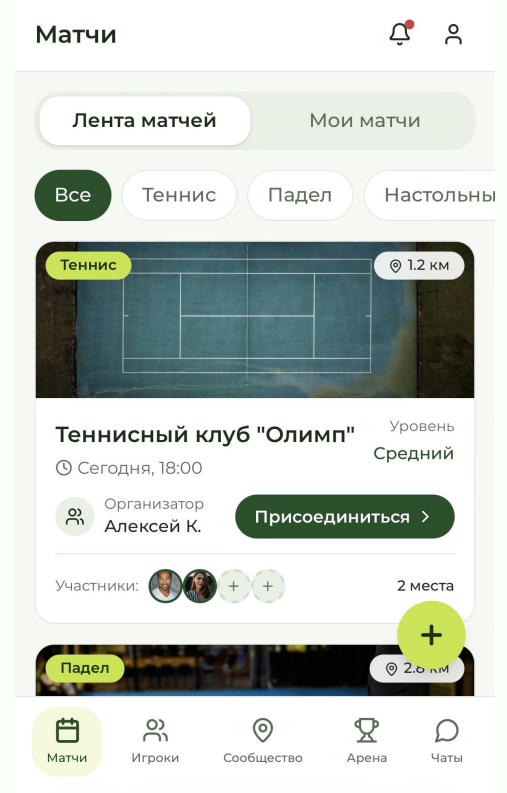 Матчи
Лента матчей
Мои матчи
Все
Теннис
Падел
Настольны
Теннис
1.2 км
Теннисный клуб "Олимп"
Уровень
Средний
Сегодня, 18:00
Организатор
Алексей К.
Присоединиться
Участники:
+ +
2 места
+
Падел
2.8 км
Матчи
Игроки
Сообщество
Арена
Чаты